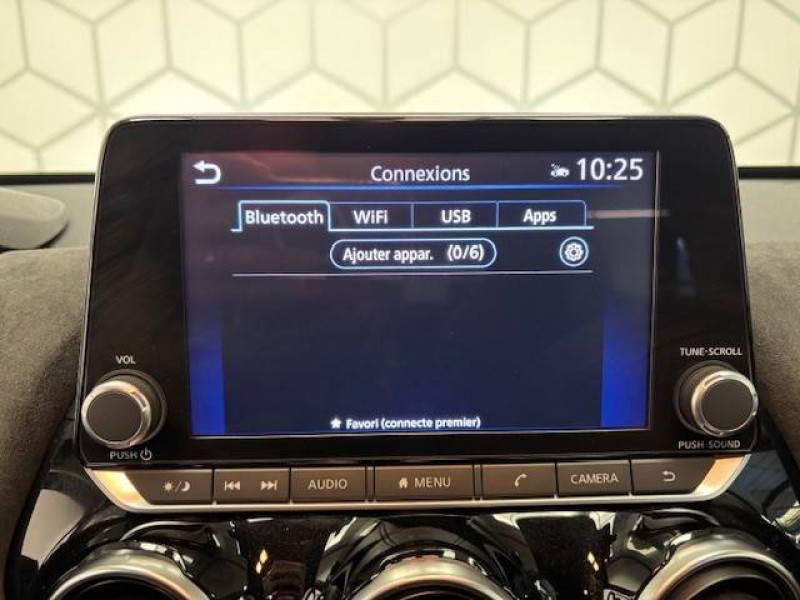 Connexions
10:25
Bluetooth WiFi USB Apps
Ajouter appar. (0/6)
★ Favori (connecte premier)
VOL
PUSH
TUNE·SCROLL
PUSH SOUND
AUDIO MENU CAMERA